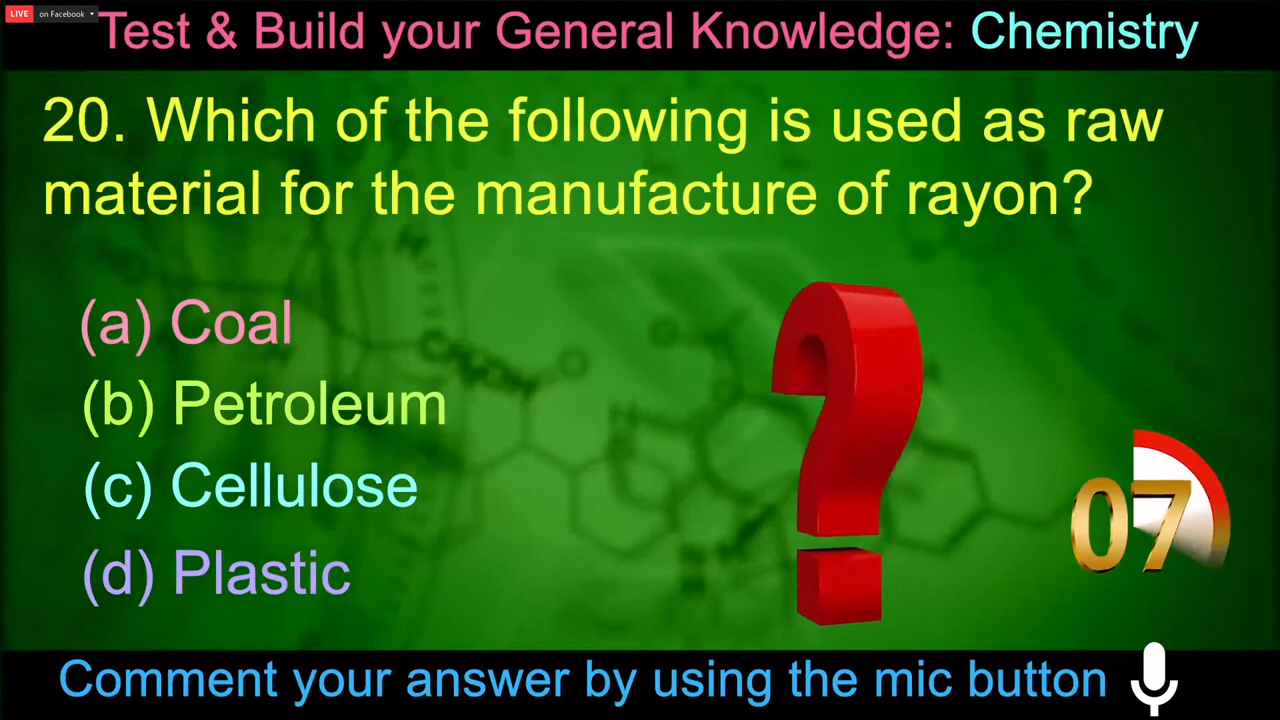 LIVE on Facebook
Test & Build your General Knowledge: Chemistry
20. Which of the following is used as raw
material for the manufacture of rayon?
(a) Coal
(b) Petroleum
(c) Cellulose
(d) Plastic
07
Comment your answer by using the mic button